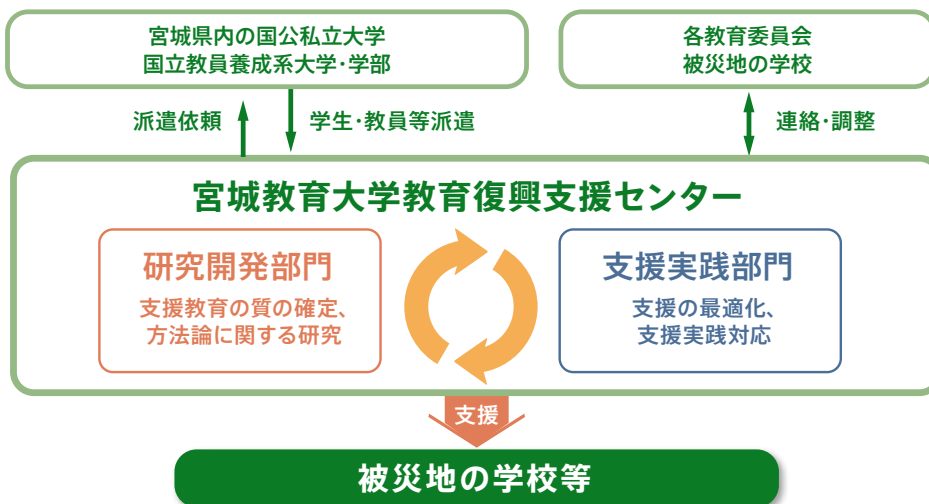 宮城県内の国公私立大学
国立教員養成系大学・学部
各教育委員会
被災地の学校
派遣依頼
学生・教員等派遣
連絡・調整
宮城教育大学教育復興支援センター
研究開発部門
支援教育の質の確定、
方法論に関する研究
支援実践部門
支援の最適化、
支援実践対応
支援
被災地の学校等